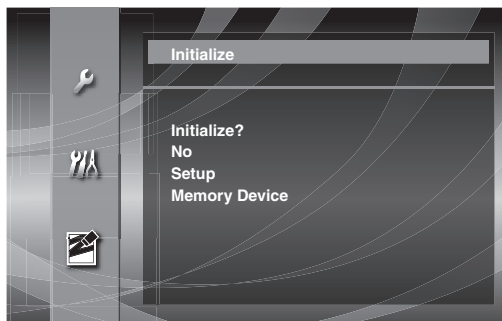 Initialize
Initialize?
No
Setup
Memory Device